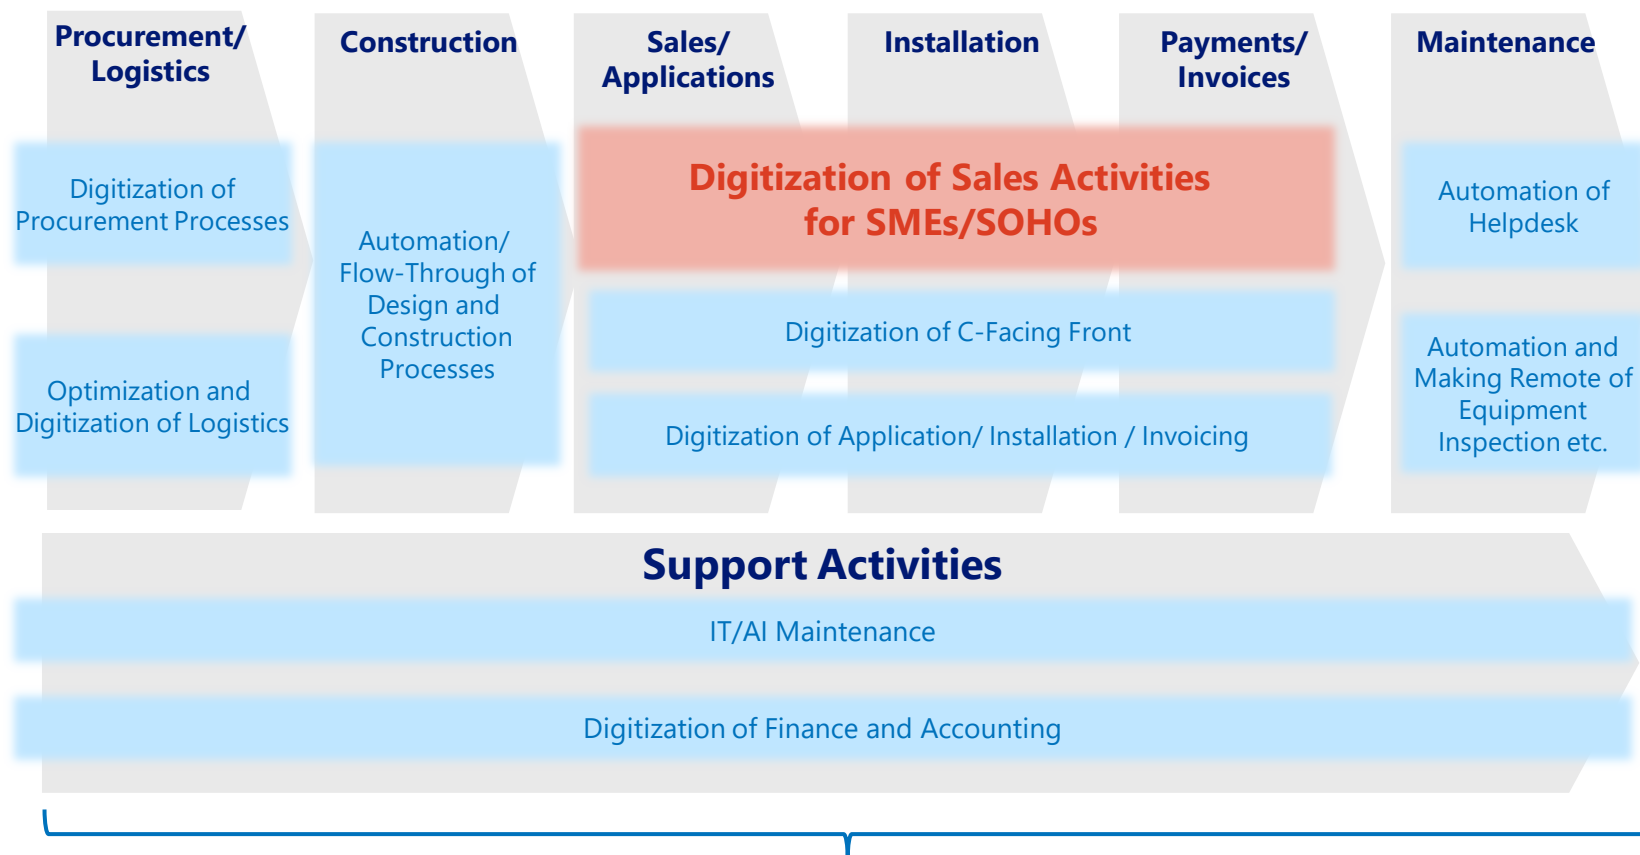 Procurement/
Logistics
Construction
Sales/
Applications
Installation
Payments/
Invoices
Maintenance
Digitization of
Procurement Processes
Optimization and
Digitization of Logistics
Automation/
Flow-Through of
Design and
Construction
Processes
Digitization of Sales Activities
for SMEs/SOHOs
Digitization of C-Facing Front
Digitization of Application/ Installation / Invoicing
Automation of
Helpdesk
Automation and
Making Remote of
Equipment
Inspection etc.
Support Activities
IT/AI Maintenance
Digitization of Finance and Accounting